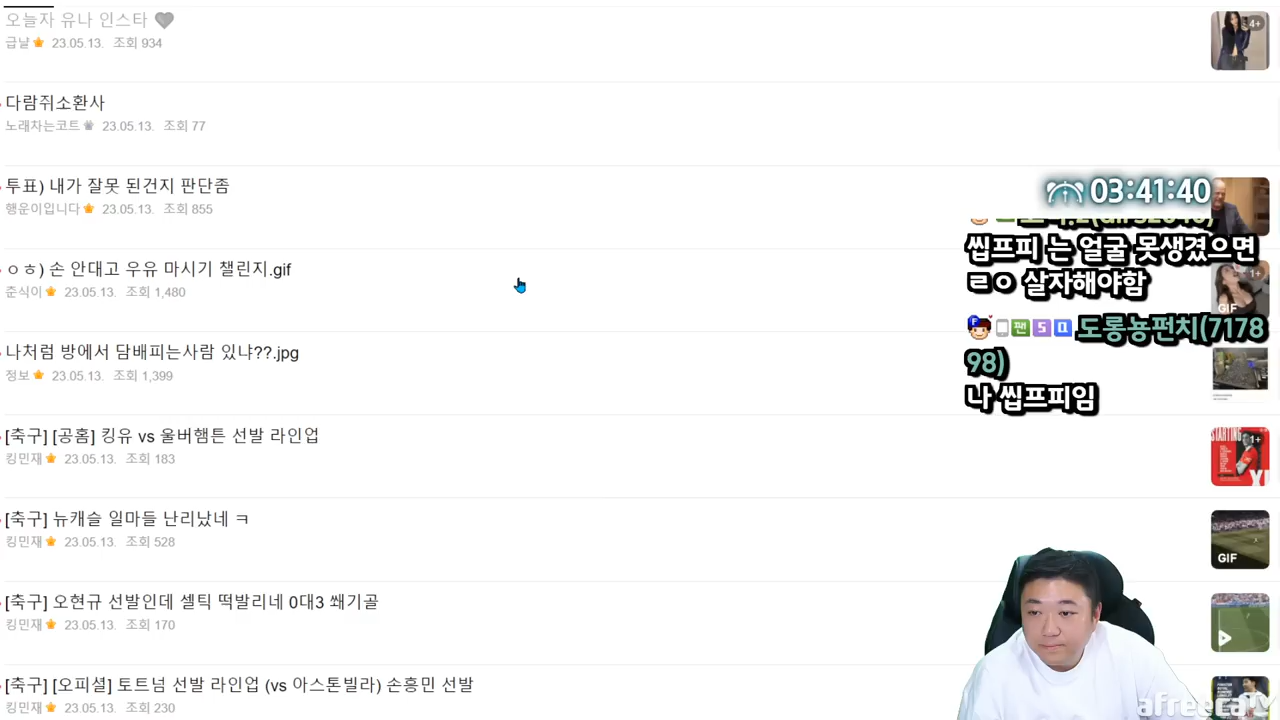 오늘자 유나 인스타 🩶
급냘 23.05.13. 조회 934
4+
다람쥐소환사
노래차는코트 23.05.13. 조회 77
투표) 내가 잘못 된건지 판단좀
행운이입니다 23.05.13. 조회 855
03:41:40
씹프피 는 얼굴 못생겼으면
ㄹㅇ 살자해야함
ㅇㅎ) 손 안대고 우유 마시기 챌린지.gif
춘식이 23.05.13. 조회 1,480
1+
GIF
팬 5 도롱뇽펀치(7178
98)
나 씹프피임
나처럼 방에서 담배피는사람 있냐??.jpg
정보 23.05.13. 조회 1,399
[축구] [공홈] 킹유 vs 울버햄튼 선발 라인업
킹민재 23.05.13. 조회 183
STARTING
1+
XI
[축구] 뉴캐슬 일마들 난리났네 ㅋ
킹민재 23.05.13. 조회 528
GIF
[축구] 오현규 선발인데 셀틱 떡발리네 0대3 쐐기골
킹민재 23.05.13. 조회 170
[축구] [오피셜] 토트넘 선발 라인업 (vs 아스톤빌라) 손흥민 선발
킹민재 23.05.13. 조회 230
afreecaTV